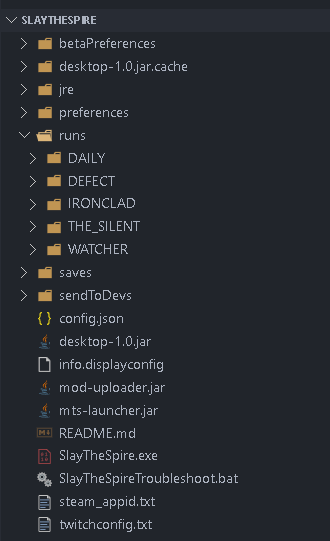 SLAYTHESPIRE
betaPreferences
desktop-1.0.jar.cache
jre
preferences
runs
DAILY
DEFECT
IRONCLAD
THE_SILENT
WATCHER
saves
sendToDevs
{} config.json
desktop-1.0.jar
info.displayconfig
mod-uploader.jar
mts-launcher.jar
README.md
SlayTheSpire.exe
SlayTheSpireTroubleshoot.bat
steam_appid.txt
twitchconfig.txt